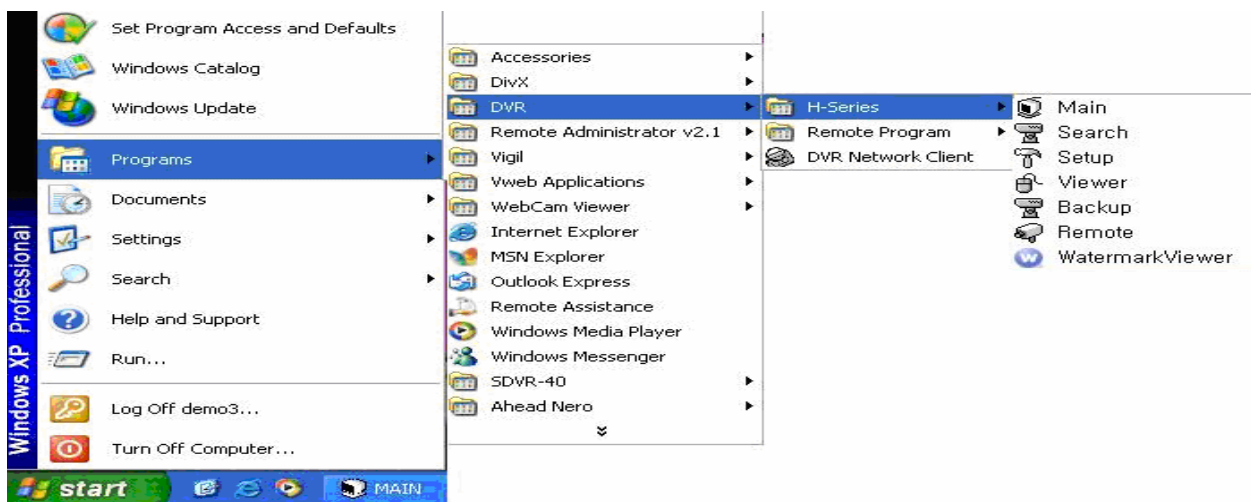 Set Program Access and Defaults
Windows Catalog
Windows Update
Programs
Documents
Settings
Search
Help and Support
Run...
Log Off demo3...
Turn Off Computer...
Windows XP Professional
Accessories
DivX
DVR
Remote Administrator v2.1
Vigil
Vweb Applications
WebCam Viewer
Internet Explorer
MSN Explorer
Outlook Express
Remote Assistance
Windows Media Player
Windows Messenger
SDVR-40
Ahead Nero
H-Series
Remote Program
DVR Network Client
Main
Search
Setup
Viewer
Backup
Remote
WatermarkViewer
start
MAIN